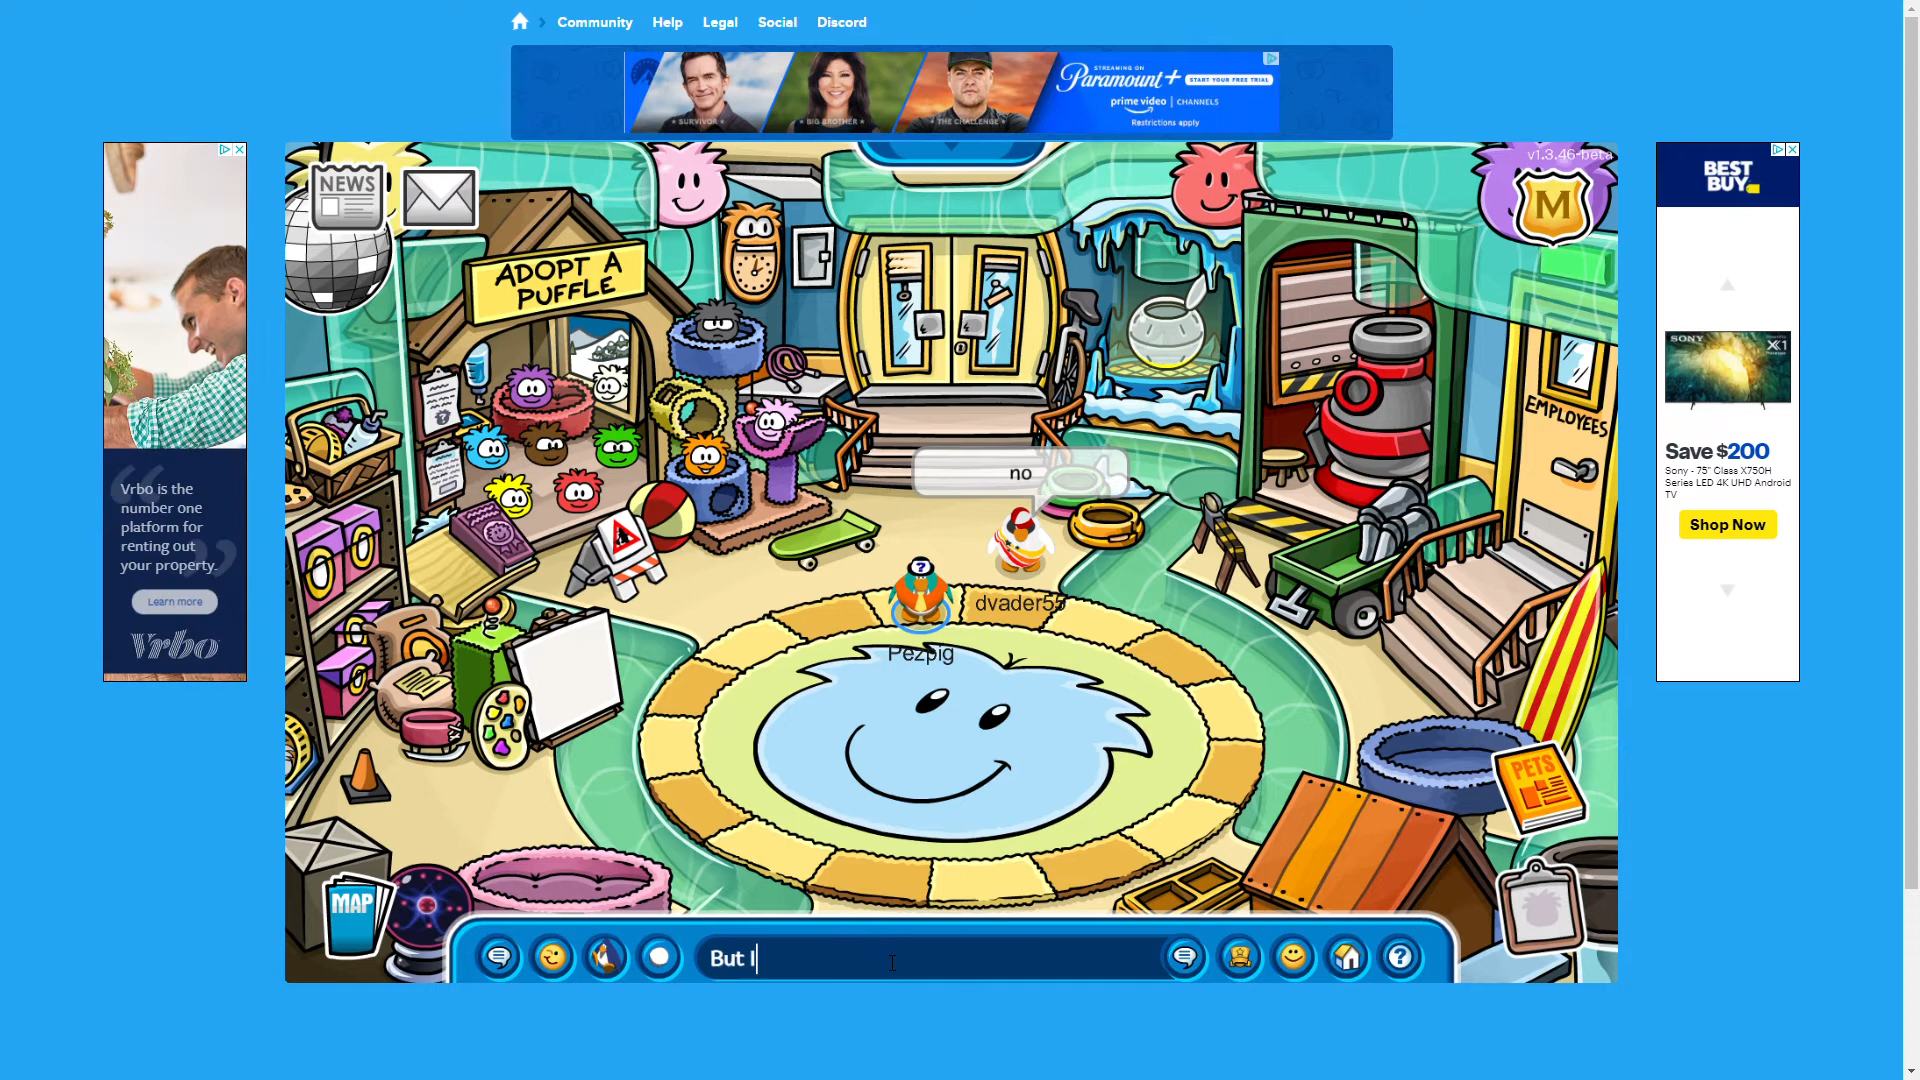 Community Help Legal Social Discord
Paramount+
STREAMING ON
START YOUR FREE TRIAL
prime video | CHANNELS
Restrictions apply
★ SURVIVOR ★
★ BIG BROTHER ★
★ THE CHALLENGE ★
v1.3.46-beta
NEWS
M
ADOPT A
PUFFLE
EMPLOYEES
no
?
dvader55
Pezpig
PETS
MAP
But I
?
Vrbo is the
number one
platform for
renting out
your property.
Learn more
Vrbo
BEST
BUY
SONY
X1
Save $200
Sony - 75" Class X750H
Series LED 4K UHD Android
TV
Shop Now